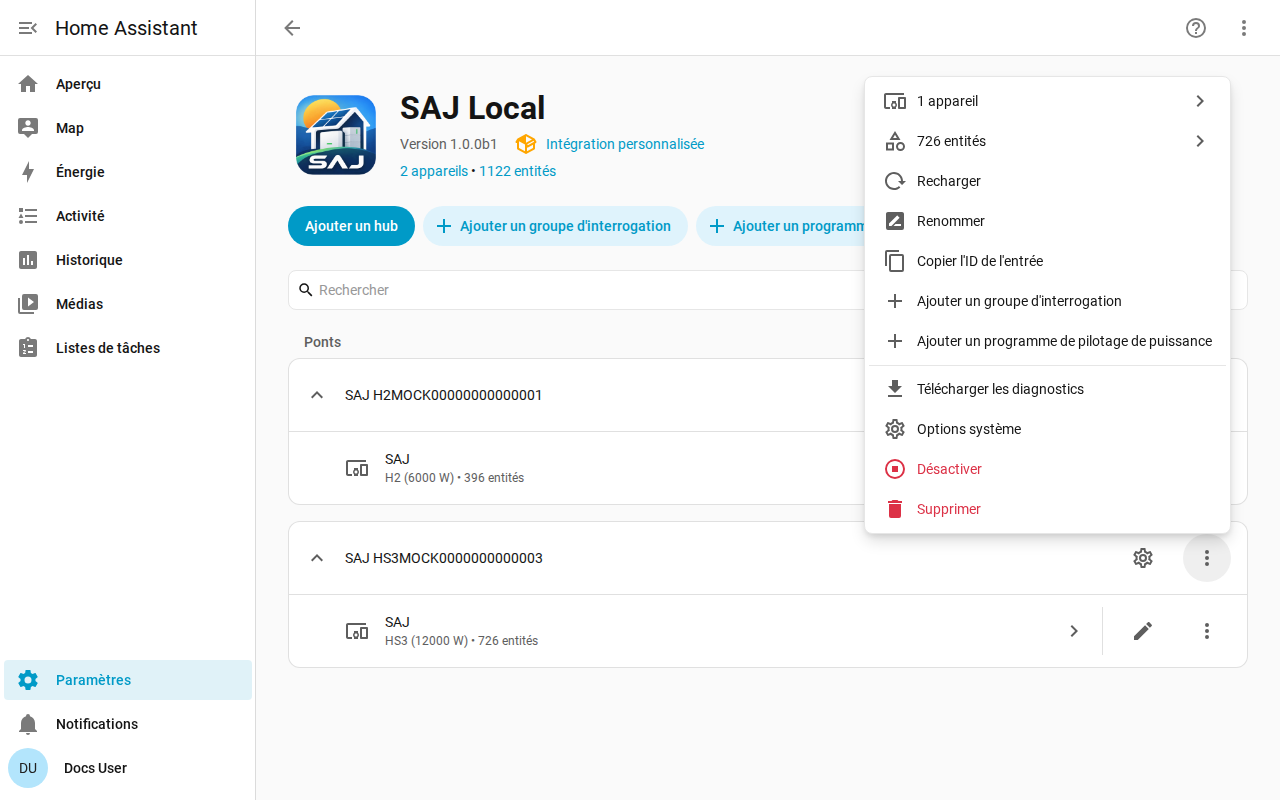 Home Assistant
Aperçu
Map
Énergie
Activité
Historique
Médias
Listes de tâches
Paramètres
Notifications
DU
Docs User
SAJ
SAJ Local
Version 1.0.0b1
Intégration personnalisée
2 appareils • 1122 entités
Ajouter un hub
Ajouter un groupe d'interrogation
Ajouter un programm
Rechercher
Ponts
SAJ H2MOCK00000000000001
SAJ
H2 (6000 W) • 396 entités
SAJ HS3MOCK0000000000003
SAJ
HS3 (12000 W) • 726 entités
1 appareil
726 entités
Recharger
Renommer
Copier l'ID de l'entrée
Ajouter un groupe d'interrogation
Ajouter un programme de pilotage de puissance
Télécharger les diagnostics
Options système
Désactiver
Supprimer